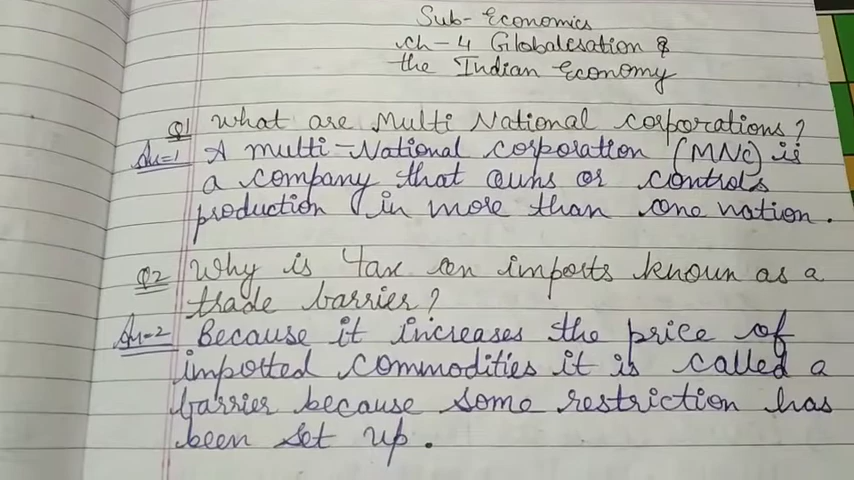 Sub- Economics
ch-4 Globalesation &
the Indian Economy
Q1 What are Multi National corporations?
Ans=1 A multi-National corporation (MNC) is
a company that owns or controls
production in more than one nation.
Q2 Why is tax on imports known as a
trade barrier?
Ans=2 Because it increases the price of
impotted commodities it is called a
barrier because some restriction has
been set up.